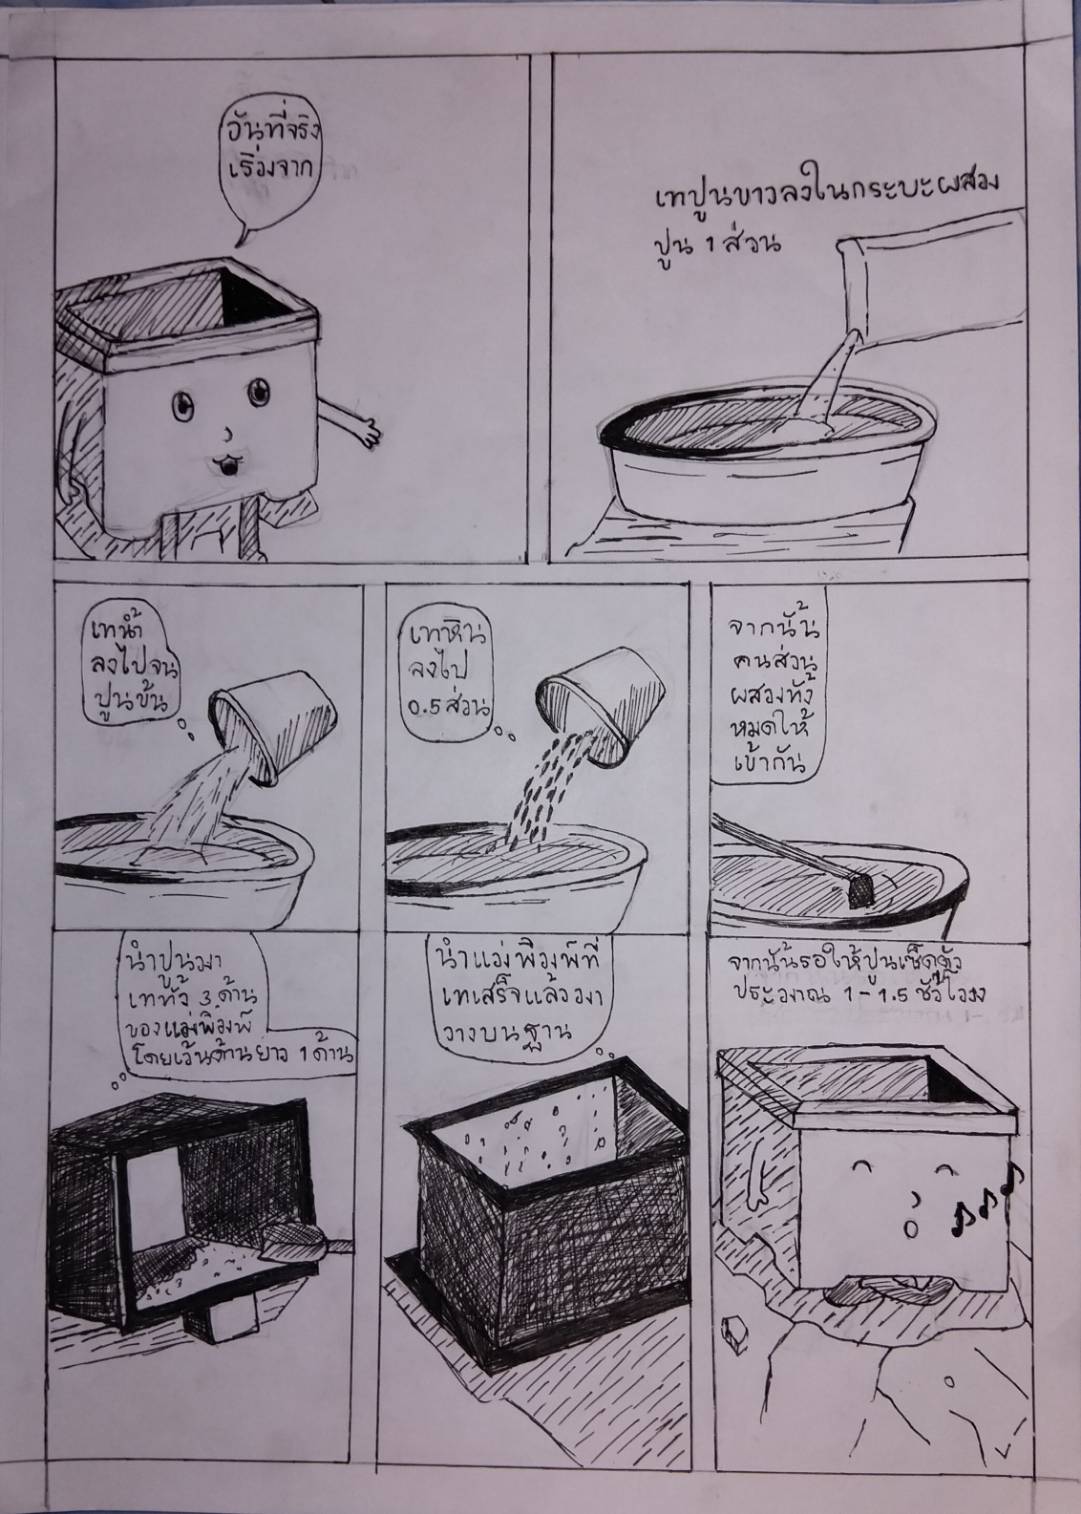 อันที่จริง
เริ่มจาก
เทปูนขาวลงในกระบะผสม
ปูน 1 ส่วน
เทน้ำ
ลงไปจน
ปูนข้น
เทหิน
ลงไป
0.5 ส่วน
จากนั้น
คนส่วน
ผสมทั้ง
หมดให้
เข้ากัน
นำปูนมา
เททั้ง 3 ด้าน
ของแม่พิมพ์
โดยเว้นด้านยาว 1 ด้าน
นำแม่พิมพ์ที่
เทเสร็จแล้วมา
วางบนฐาน
จากนั้นรอให้ปูนเซ็ตตัว
ประมาณ 1 - 1.5 ชั่วโมง